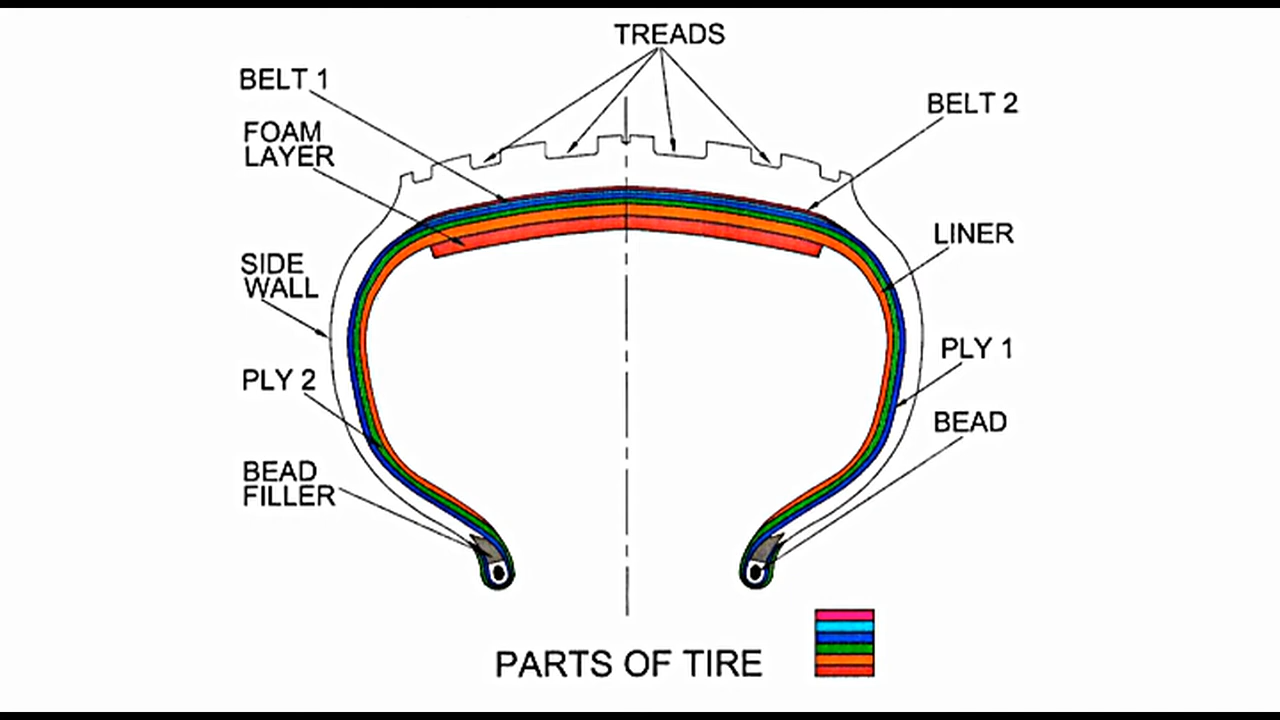 TREADS
BELT 1
BELT 2
FOAM
LAYER
LINER
SIDE
WALL
PLY 1
PLY 2
BEAD
BEAD
FILLER
PARTS OF TIRE